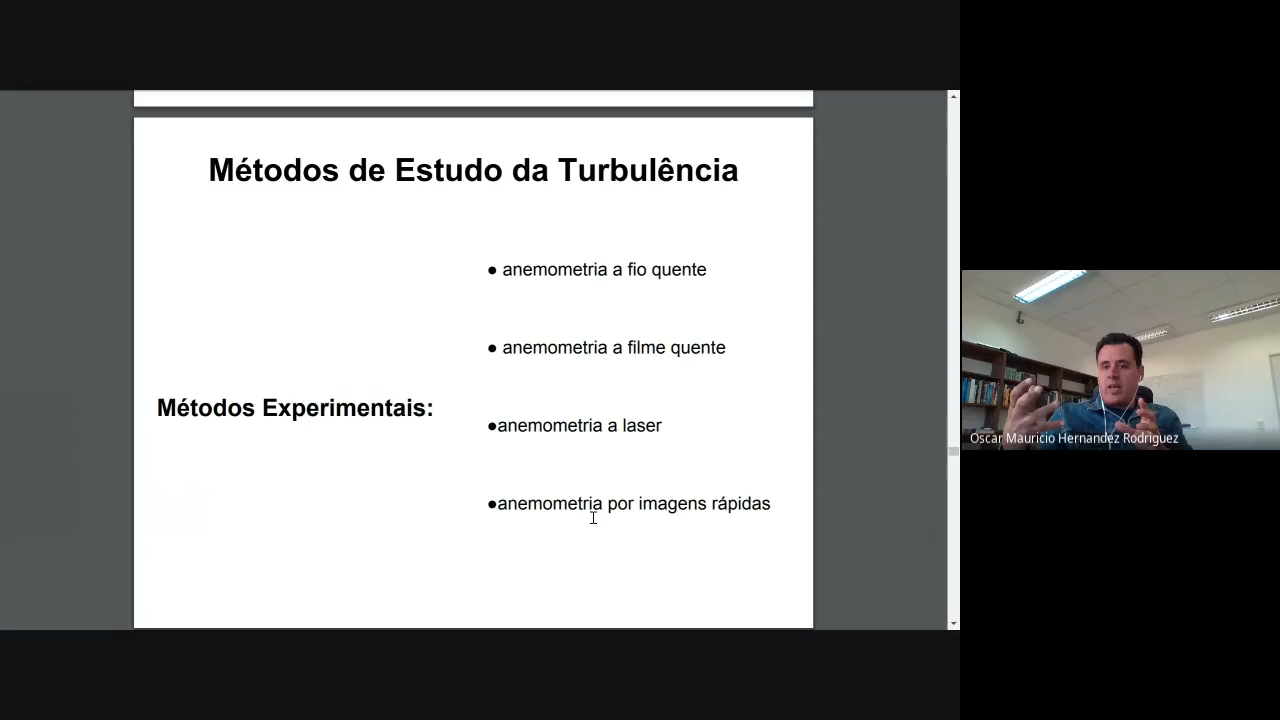 Métodos de Estudo da Turbulência
● anemometria a fio quente
● anemometria a filme quente
Métodos Experimentais:
●anemometria a laser
●anemometria por imagens rápidas
Oscar Mauricio Hernandez Rodriguez